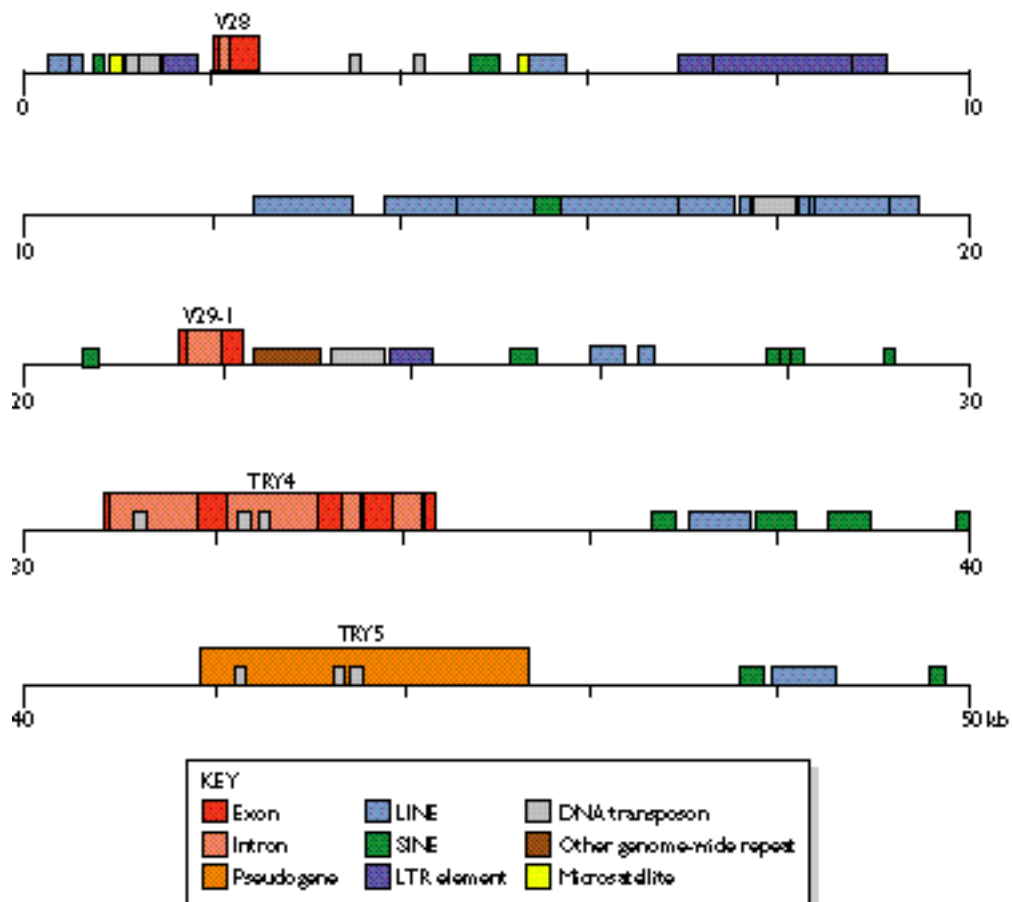 V28
0 10
10 20
V29-1
20 30
TRY4
30 40
TRY5
40 50 kb
KEY
Exon LINE DNA transposon
Intron SINE Other genome-wide repeat
Pseudogene LTR element Microsatellite